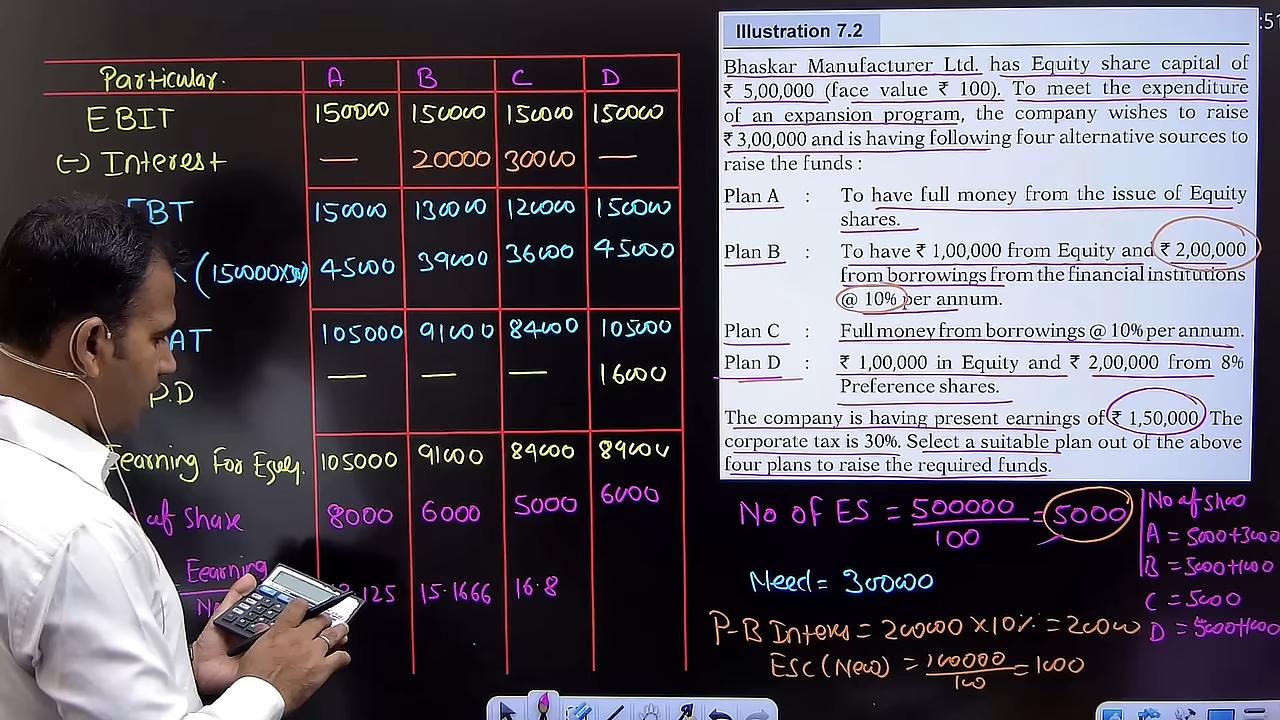 Particular. A B C D
EBIT 150000 150000 150000 150000
(-) Interest — 20000 30000 —
EBT 150000 130000 120000 150000
(150000×30%) 45000 39000 36000 45000
AT 105000 91000 84000 105000
P.D — — — 16000
Earning For Equy. 105000 91000 84000 89000
of share 8000 6000 5000 6000
Eearning
125 15.1666 16.8
Illustration 7.2
Bhaskar Manufacturer Ltd. has Equity share capital of
₹ 5,00,000 (face value ₹ 100). To meet the expenditure
of an expansion program, the company wishes to raise
₹ 3,00,000 and is having following four alternative sources to
raise the funds :
Plan A : To have full money from the issue of Equity
shares.
Plan B : To have ₹ 1,00,000 from Equity and ₹ 2,00,000
from borrowings from the financial institutions
@ 10% per annum.
Plan C : Full money from borrowings @ 10% per annum.
Plan D : ₹ 1,00,000 in Equity and ₹ 2,00,000 from 8%
Preference shares.
The company is having present earnings of ₹ 1,50,000 The
corporate tax is 30%. Select a suitable plan out of the above
four plans to raise the required funds.
No of ES = 500000 / 100 = 5000
Need = 300000
P-B Interes = 200000 × 10% = 20000
ESC (New) = 100000 / 100 = 1000
No of share
A = 5000+3000
B = 5000+1000
C = 5000
D = 5000+1000
:51